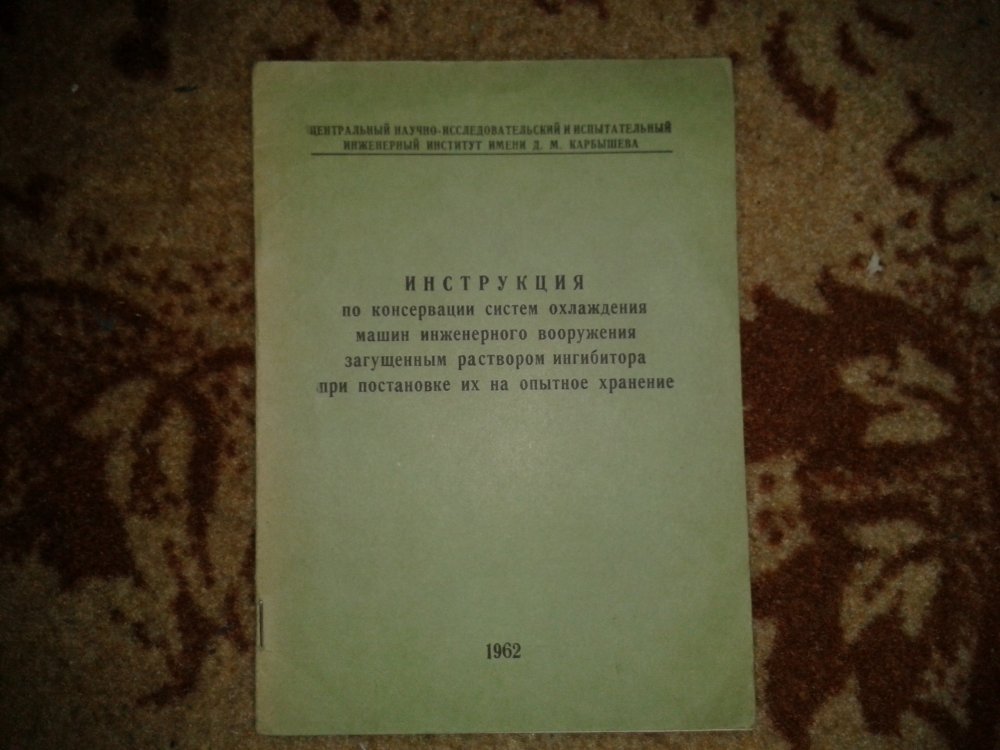 ЦЕНТРАЛЬНЫЙ НАУЧНО-ИССЛЕДОВАТЕЛЬСКИЙ И ИСПЫТАТЕЛЬНЫЙ
ИНЖЕНЕРНЫЙ ИНСТИТУТ ИМЕНИ Д. М. КАРБЫШЕВА
ИНСТРУКЦИЯ
по консервации систем охлаждения
машин инженерного вооружения
загущенным раствором ингибитора
при постановке их на опытное хранение
1962